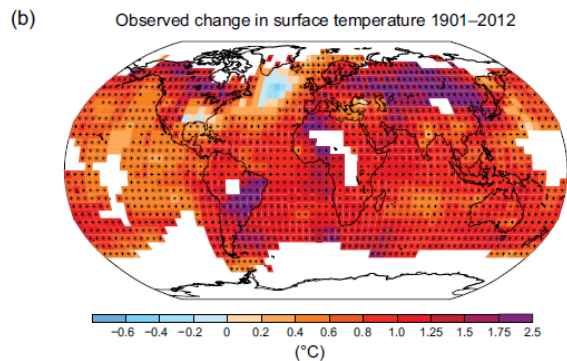 (b)
Observed change in surface temperature 1901–2012
−0.6 −0.4 −0.2 0 0.2 0.4 0.6 0.8 1.0 1.25 1.5 1.75 2.5
(°C)